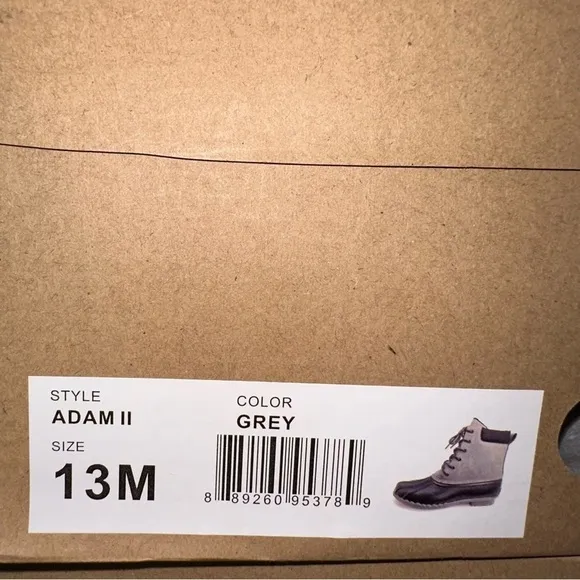 STYLE
ADAM II
SIZE
13M
COLOR
GREY
8 89260 95378 9